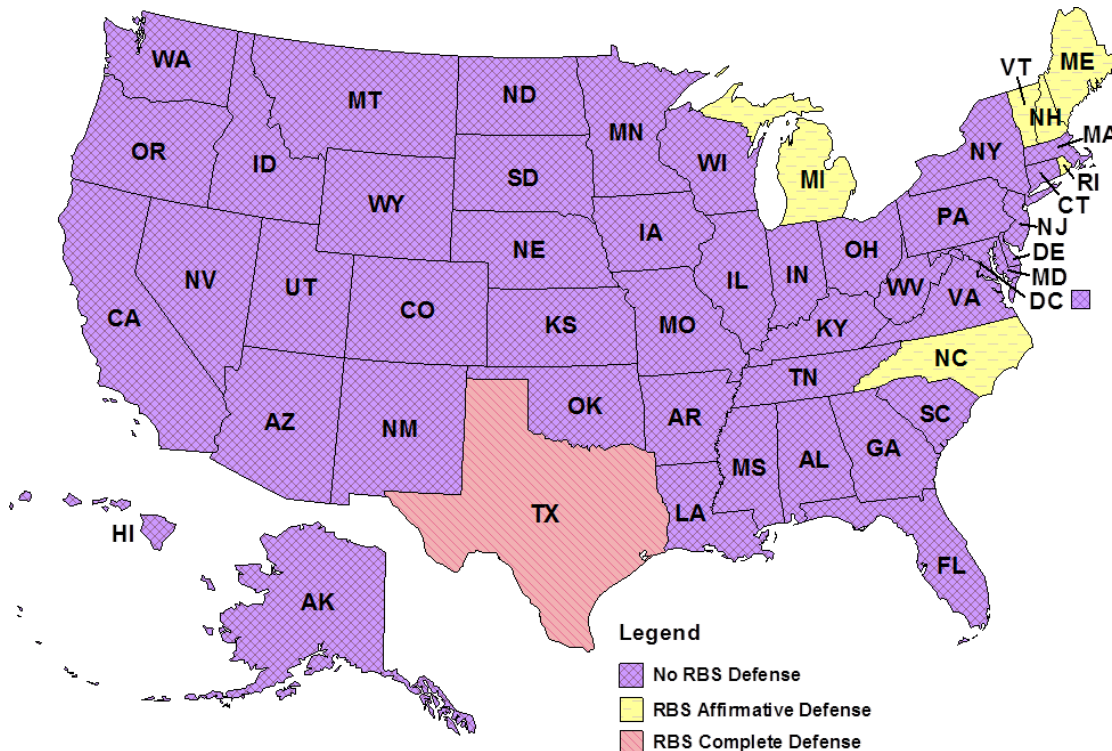 WA
MT
ND
MN
VT
ME
NH
MA
OR
ID
SD
WI
MI
NY
RI
CT
WY
IA
PA
NJ
NE
OH
DE
MD
DC
NV
UT
CO
IL
IN
WV
VA
CA
KS
MO
KY
NC
TN
AZ
NM
OK
AR
SC
MS
AL
GA
TX
LA
HI
FL
AK
Legend
No RBS Defense
RBS Affirmative Defense
RBS Complete Defense